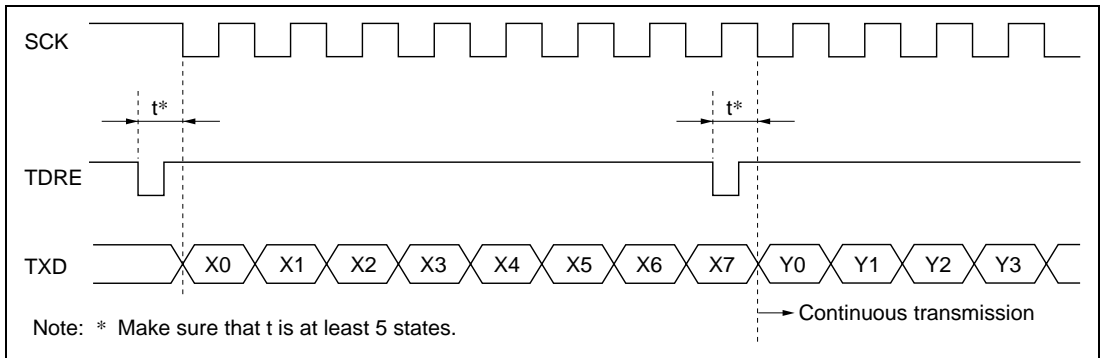 SCK
t*
t*
TDRE
TXD
X0 X1 X2 X3 X4 X5 X6 X7 Y0 Y1 Y2 Y3
Continuous transmission
Note: * Make sure that t is at least 5 states.